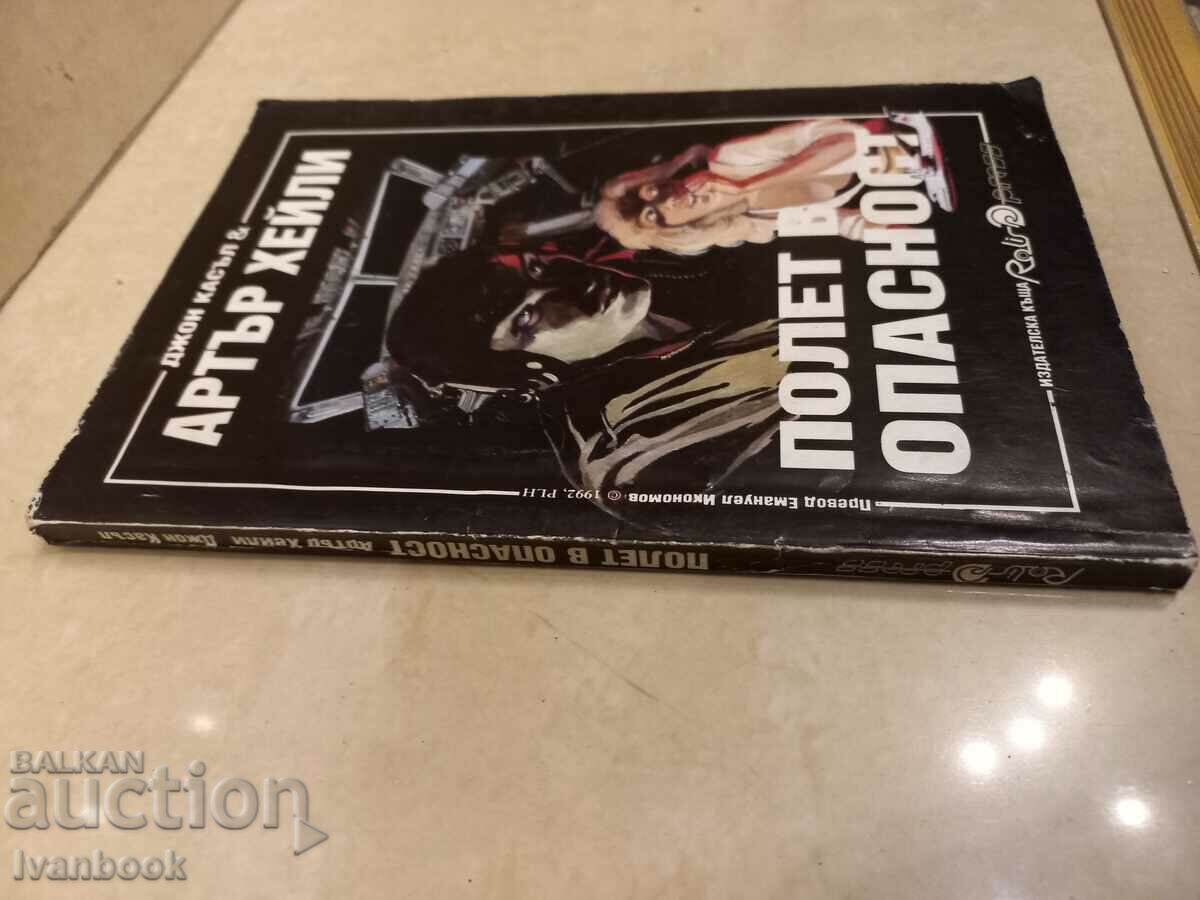 ДЖОН КАСЪЛ &
АРТЪР ХЕЙЛИ
ПОЛЕТ В
ОПАСНОСТ
Превод Емануел Икономов © 1992, PLH
ИЗДАТЕЛСКА КЪЩА
ПОЛЕТ В ОПАСНОСТ Артър Хейли Джон Касъл
BALKAN
auction
Ivanbook